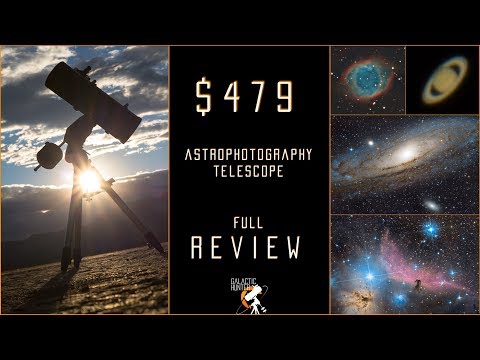 $479
ASTROPHOTOGRAPHY
TELESCOPE
FULL
REVIEW
GALACTIC
HUNTER